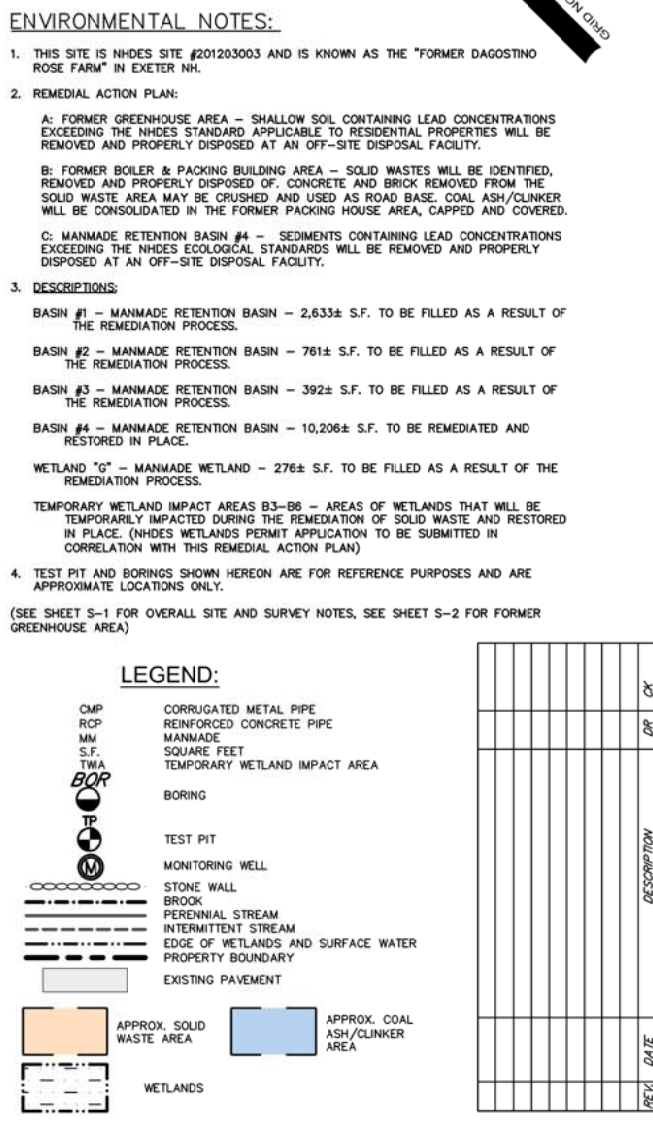 GRID NO
ENVIRONMENTAL NOTES:
1. THIS SITE IS NHDES SITE #201203003 AND IS KNOWN AS THE "FORMER DAGOSTINO
ROSE FARM" IN EXETER NH.
2. REMEDIAL ACTION PLAN:
A: FORMER GREENHOUSE AREA – SHALLOW SOIL CONTAINING LEAD CONCENTRATIONS
EXCEEDING THE NHDES STANDARD APPLICABLE TO RESIDENTIAL PROPERTIES WILL BE
REMOVED AND PROPERLY DISPOSED AT AN OFF–SITE DISPOSAL FACILITY.
B: FORMER BOILER & PACKING BUILDING AREA – SOLID WASTES WILL BE IDENTIFIED,
REMOVED AND PROPERLY DISPOSED OF. CONCRETE AND BRICK REMOVED FROM THE
SOLID WASTE AREA MAY BE CRUSHED AND USED AS ROAD BASE. COAL ASH/CLINKER
WILL BE CONSOLIDATED IN THE FORMER PACKING HOUSE AREA, CAPPED AND COVERED.
C: MANMADE RETENTION BASIN #4 – SEDIMENTS CONTAINING LEAD CONCENTRATIONS
EXCEEDING THE NHDES ECOLOGICAL STANDARDS WILL BE REMOVED AND PROPERLY
DISPOSED AT AN OFF–SITE DISPOSAL FACILITY.
3. DESCRIPTIONS:
BASIN #1 – MANMADE RETENTION BASIN – 2,633± S.F. TO BE FILLED AS A RESULT OF
THE REMEDIATION PROCESS.
BASIN #2 – MANMADE RETENTION BASIN – 761± S.F. TO BE FILLED AS A RESULT OF
THE REMEDIATION PROCESS.
BASIN #3 – MANMADE RETENTION BASIN – 392± S.F. TO BE FILLED AS A RESULT OF
THE REMEDIATION PROCESS.
BASIN #4 – MANMADE RETENTION BASIN – 10,206± S.F. TO BE REMEDIATED AND
RESTORED IN PLACE.
WETLAND "G" – MANMADE WETLAND – 276± S.F. TO BE FILLED AS A RESULT OF THE
REMEDIATION PROCESS.
TEMPORARY WETLAND IMPACT AREAS B3–B6 – AREAS OF WETLANDS THAT WILL BE
TEMPORARILY IMPACTED DURING THE REMEDIATION OF SOLID WASTE AND RESTORED
IN PLACE. (NHDES WETLANDS PERMIT APPLICATION TO BE SUBMITTED IN
CORRELATION WITH THIS REMEDIAL ACTION PLAN)
4. TEST PIT AND BORINGS SHOWN HEREON ARE FOR REFERENCE PURPOSES AND ARE
APPROXIMATE LOCATIONS ONLY.
(SEE SHEET S–1 FOR OVERALL SITE AND SURVEY NOTES, SEE SHEET S–2 FOR FORMER
GREENHOUSE AREA)
LEGEND:
CMP CORRUGATED METAL PIPE
RCP REINFORCED CONCRETE PIPE
MM MANMADE
S.F. SQUARE FEET
TWA TEMPORARY WETLAND IMPACT AREA
BOR
BORING
TP
TEST PIT
M MONITORING WELL
STONE WALL
BROOK
PERENNIAL STREAM
INTERMITTENT STREAM
EDGE OF WETLANDS AND SURFACE WATER
PROPERTY BOUNDARY
EXISTING PAVEMENT
APPROX. SOLID
WASTE AREA
APPROX. COAL
ASH/CLINKER
AREA
WETLANDS
REV. DATE DESCRIPTION DR CK